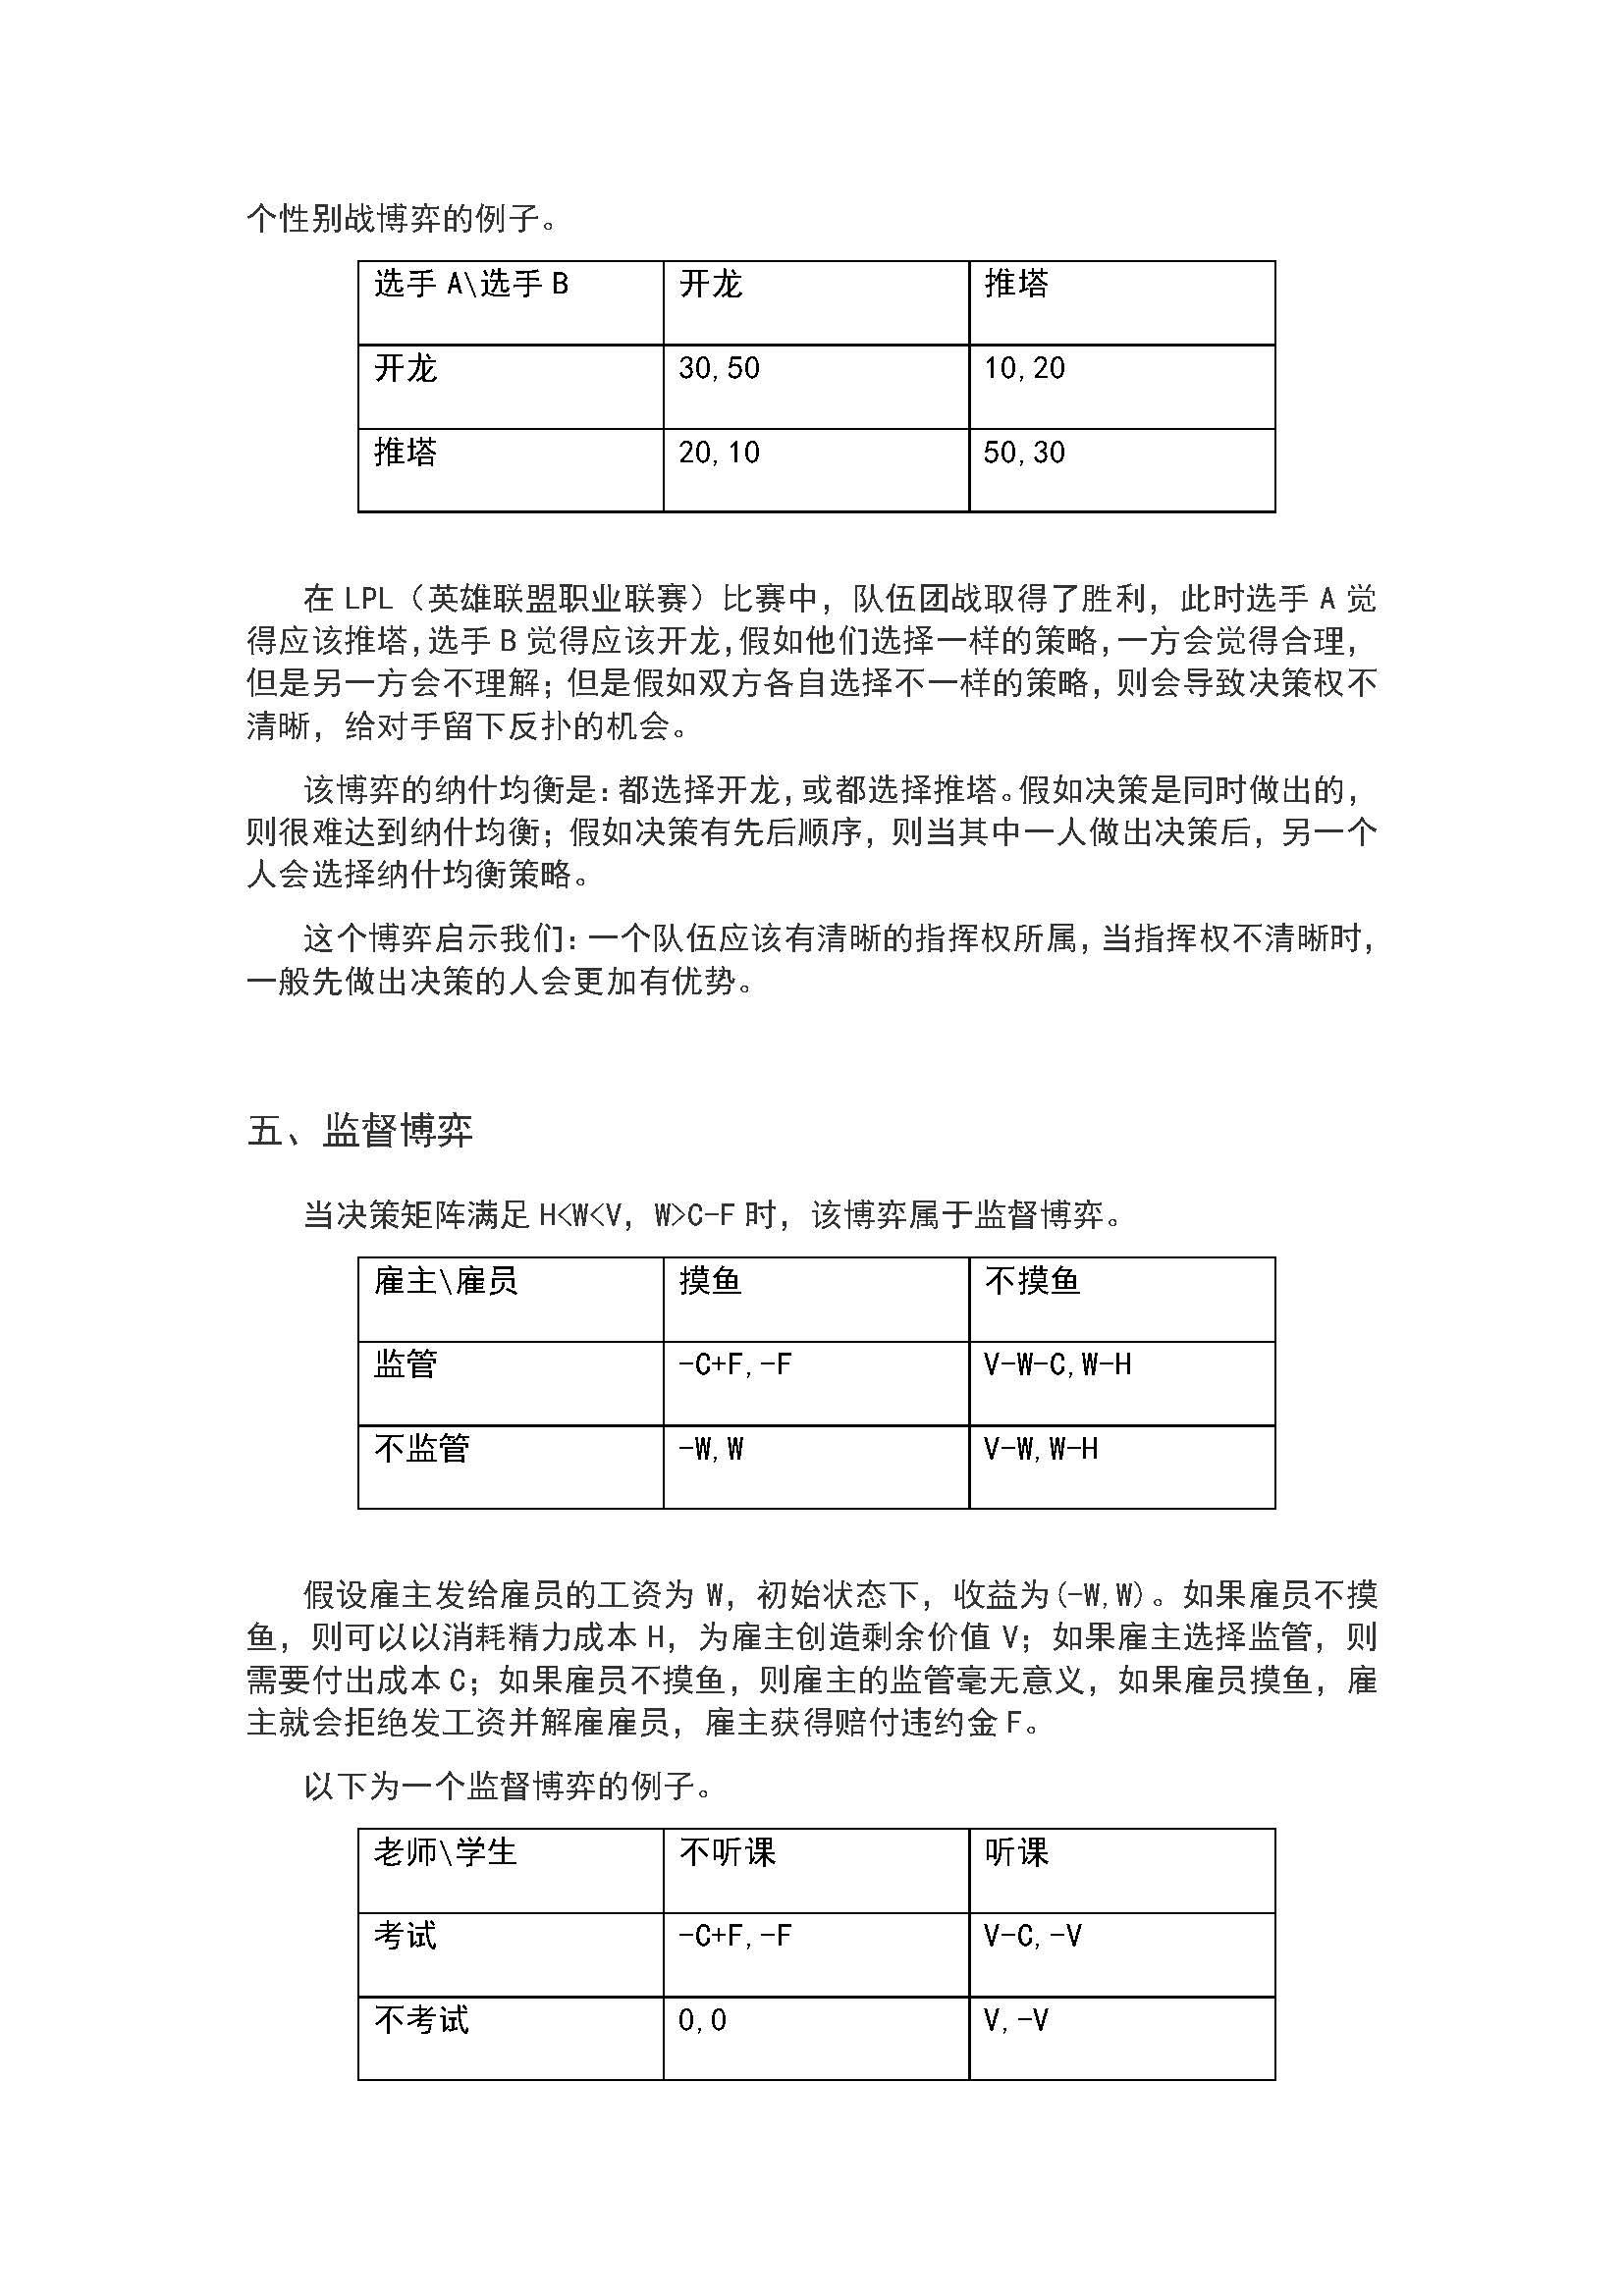 个性别战博弈的例子。
选手 A\选手 B 开龙 推塔
开龙 30,50 10,20
推塔 20,10 50,30
在 LPL（英雄联盟职业联赛）比赛中，队伍团战取得了胜利，此时选手 A 觉
得应该推塔,选手 B 觉得应该开龙,假如他们选择一样的策略,一方会觉得合理，
但是另一方会不理解；但是假如双方各自选择不一样的策略，则会导致决策权不
清晰，给对手留下反扑的机会。
该博弈的纳什均衡是：都选择开龙,或都选择推塔。假如决策是同时做出的，
则很难达到纳什均衡；假如决策有先后顺序，则当其中一人做出决策后，另一个
人会选择纳什均衡策略。
这个博弈启示我们：一个队伍应该有清晰的指挥权所属,当指挥权不清晰时，
一般先做出决策的人会更加有优势。
五、监督博弈
当决策矩阵满足 H<W<V，W>C-F 时，该博弈属于监督博弈。
雇主\雇员 摸鱼 不摸鱼
监管 -C+F,-F V-W-C,W-H
不监管 -W,W V-W,W-H
假设雇主发给雇员的工资为 W，初始状态下，收益为(-W,W)。如果雇员不摸
鱼，则可以以消耗精力成本 H，为雇主创造剩余价值 V；如果雇主选择监管，则
需要付出成本 C；如果雇员不摸鱼，则雇主的监管毫无意义，如果雇员摸鱼，雇
主就会拒绝发工资并解雇雇员，雇主获得赔付违约金 F。
以下为一个监督博弈的例子。
老师\学生 不听课 听课
考试 -C+F,-F V-C,-V
不考试 0,0 V,-V